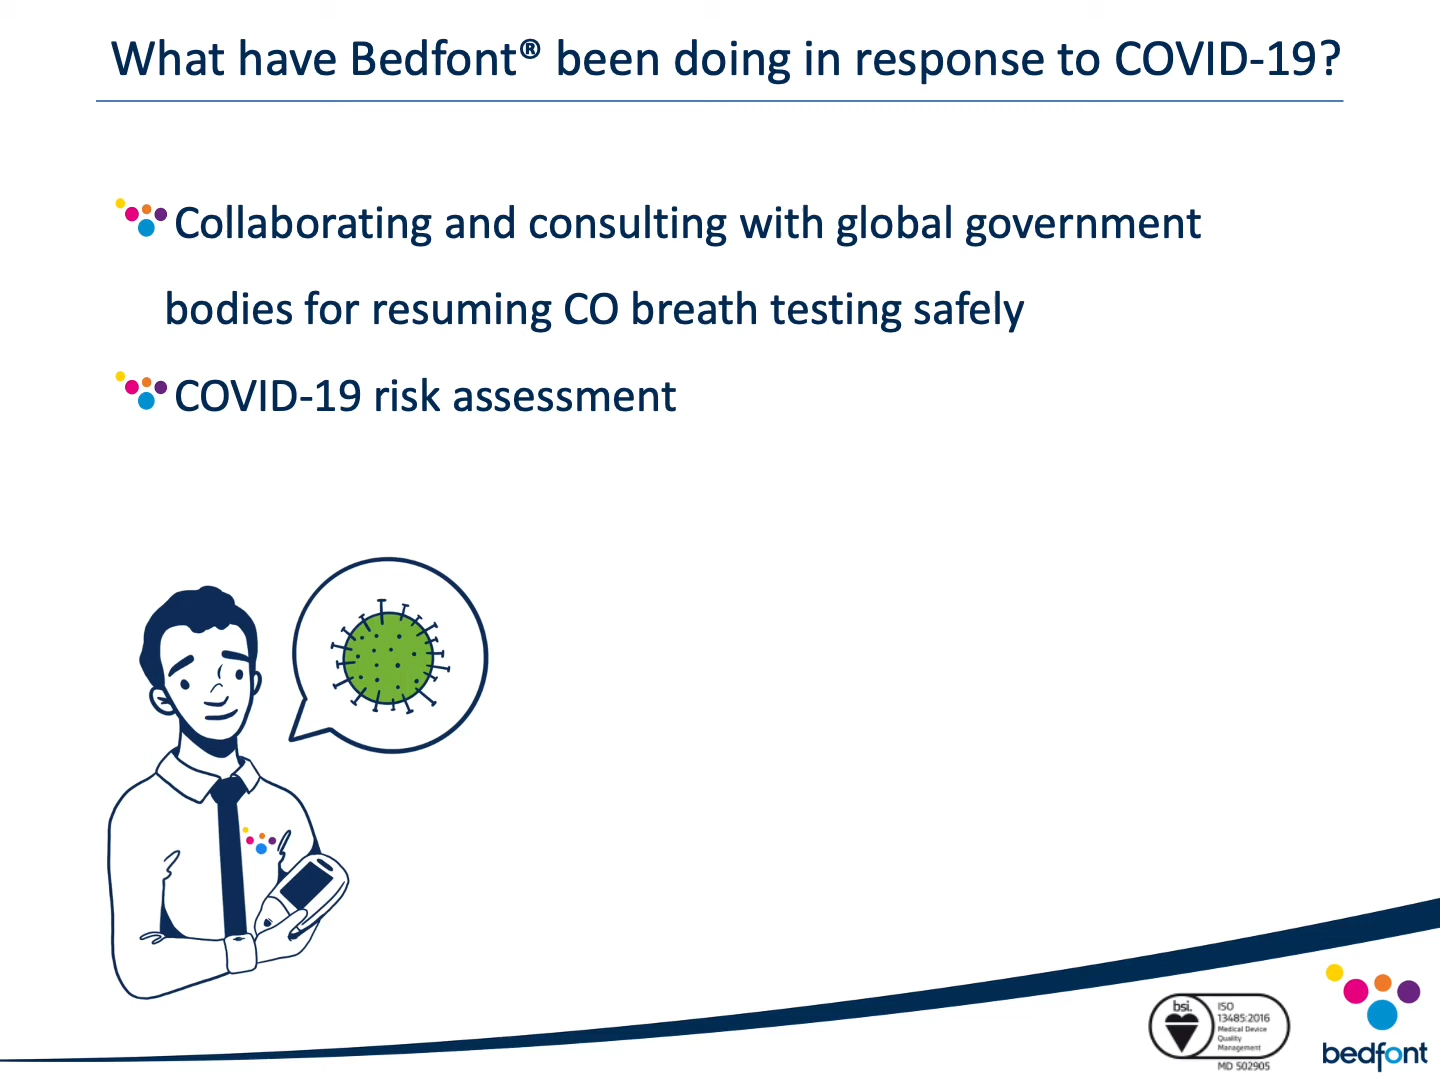 What have Bedfont® been doing in response to COVID-19?
Collaborating and consulting with global government
bodies for resuming CO breath testing safely
COVID-19 risk assessment
bsi.
ISO
13485:2016
Medical Device
Quality
Management
MD 502905
bedfont